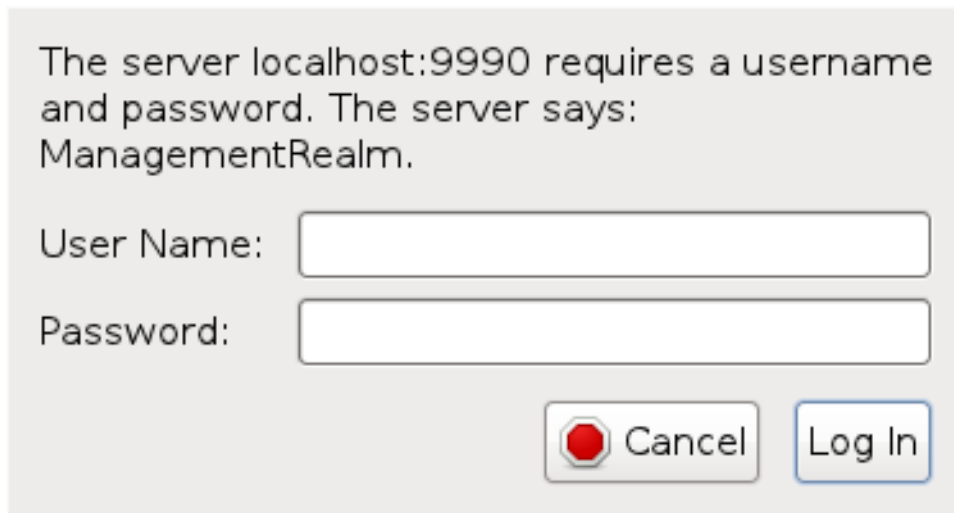 The server localhost:9990 requires a username
and password. The server says:
ManagementRealm.
User Name:
Password:
Cancel
Log In